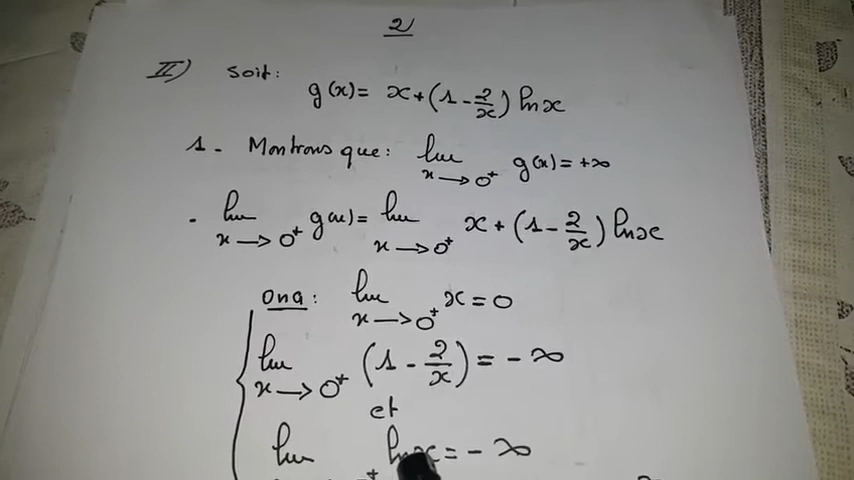 2
II) Soit:
g(x) = x + (1 - 2/x) ln x
1 - Montrons que: lim x→0⁺ g(x) = +∞
. lim x→0⁺ g(x) = lim x→0⁺ x + (1 - 2/x) ln x
ona: lim x→0⁺ x = 0
lim x→0⁺ (1 - 2/x) = -∞
et
lim ln x = -∞